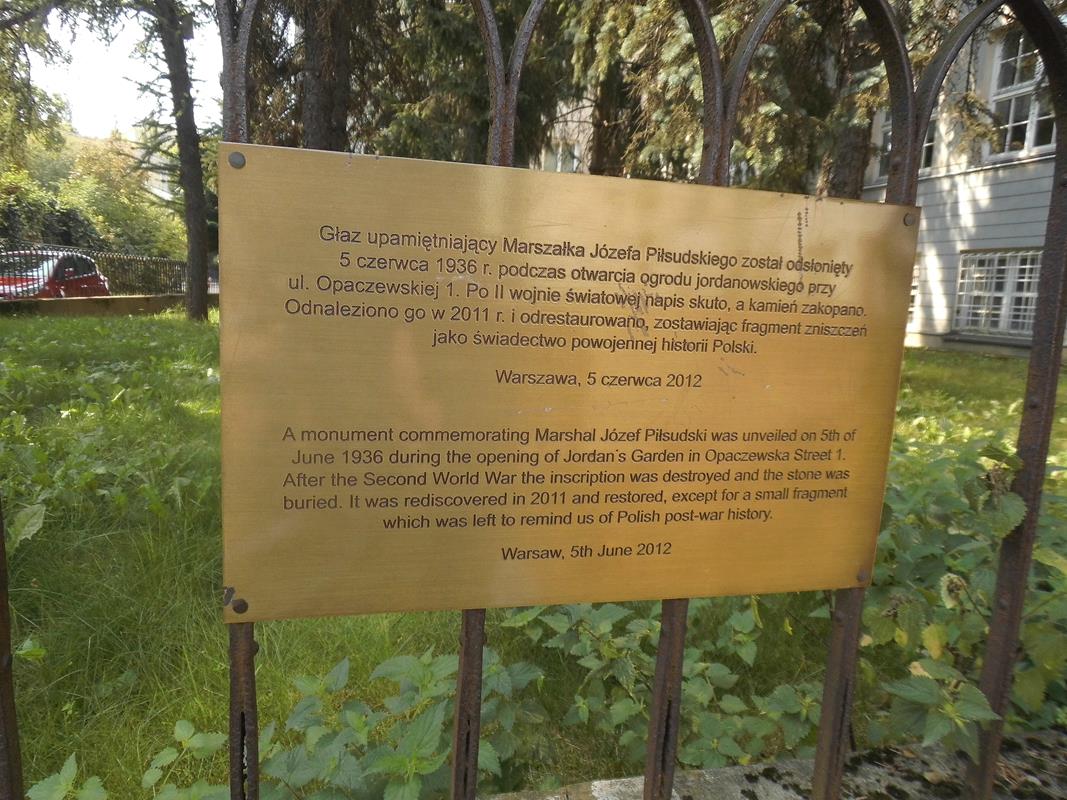 Głaz upamiętniający Marszałka Józefa Piłsudskiego został odsłonięty
5 czerwca 1936 r. podczas otwarcia ogrodu jordanowskiego przy
ul. Opaczewskiej 1. Po II wojnie światowej napis skuto, a kamień zakopano.
Odnaleziono go w 2011 r. i odrestaurowano, zostawiając fragment zniszczeń
jako świadectwo powojennej historii Polski.
Warszawa, 5 czerwca 2012
A monument commemorating Marshal Józef Piłsudski was unveiled on 5th of
June 1936 during the opening of Jordan's Garden in Opaczewska Street 1.
After the Second World War the inscription was destroyed and the stone was
buried. It was rediscovered in 2011 and restored, except for a small fragment
which was left to remind us of Polish post-war history.
Warsaw, 5th June 2012